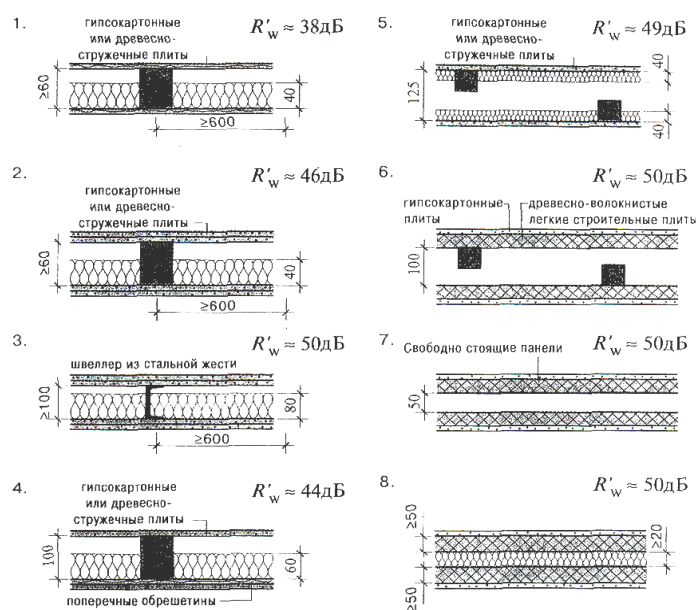 1.
гипсокартонные
или древесно-
стружечные плиты
R'w ≈ 38дБ
≥60
40
≥600
2.
R'w ≈ 46дБ
гипсокартонные
или древесно-
стружечные плиты
≥60
40
≥600
3.
R'w ≈ 50дБ
швеллер из стальной жести
≥100
80
≥600
4.
R'w ≈ 44дБ
гипсокартонные
или древесно-
стружечные плиты
100
60
поперечные обрешетины
5.
гипсокартонные
или древесно-
стружечные плиты
R'w ≈ 49дБ
125
40
40
6.
R'w ≈ 50дБ
гипсокартонные
плиты
древесно-волокнистые
легкие строительные плиты
100
7.
R'w ≈ 50дБ
Свободно стоящие панели
50
8.
R'w ≈ 50дБ
≥50
≥20
≥50